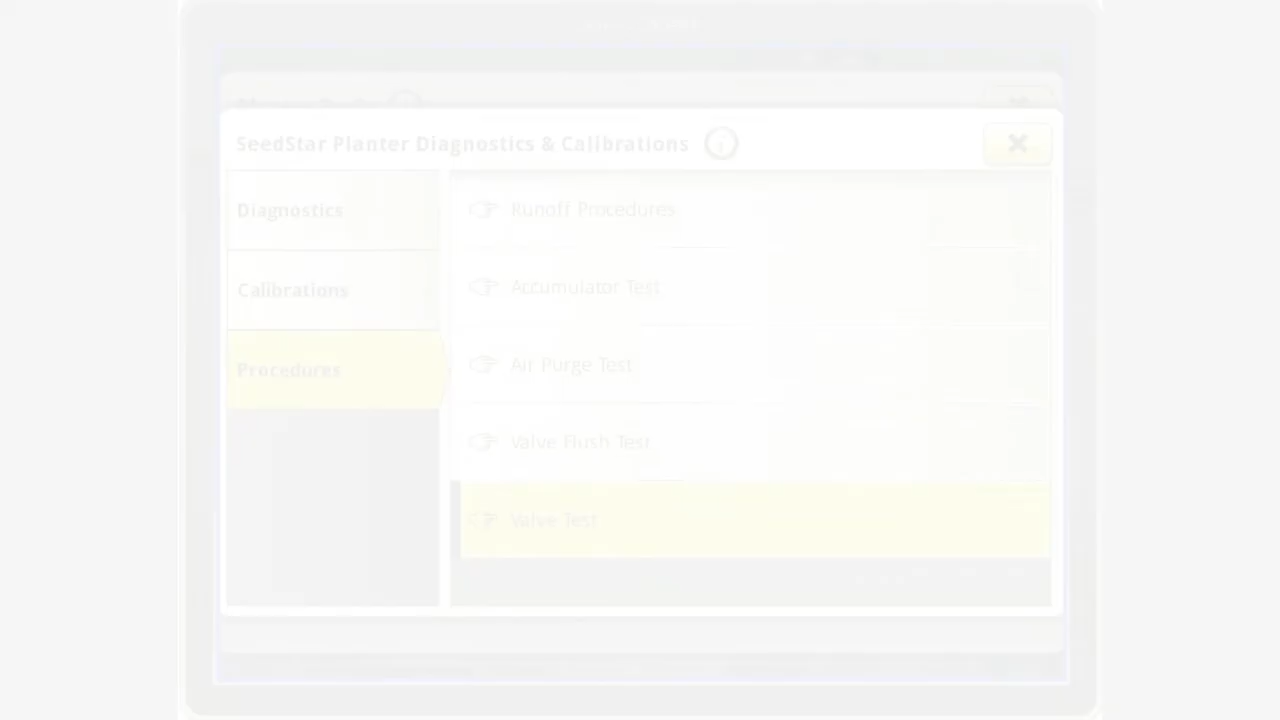 SeedStar Planter Diagnostics & Calibrations
Diagnostics
Calibrations
Procedures
Runoff Procedures
Accumulator Test
Air Purge Test
Valve Flush Test
Valve Test